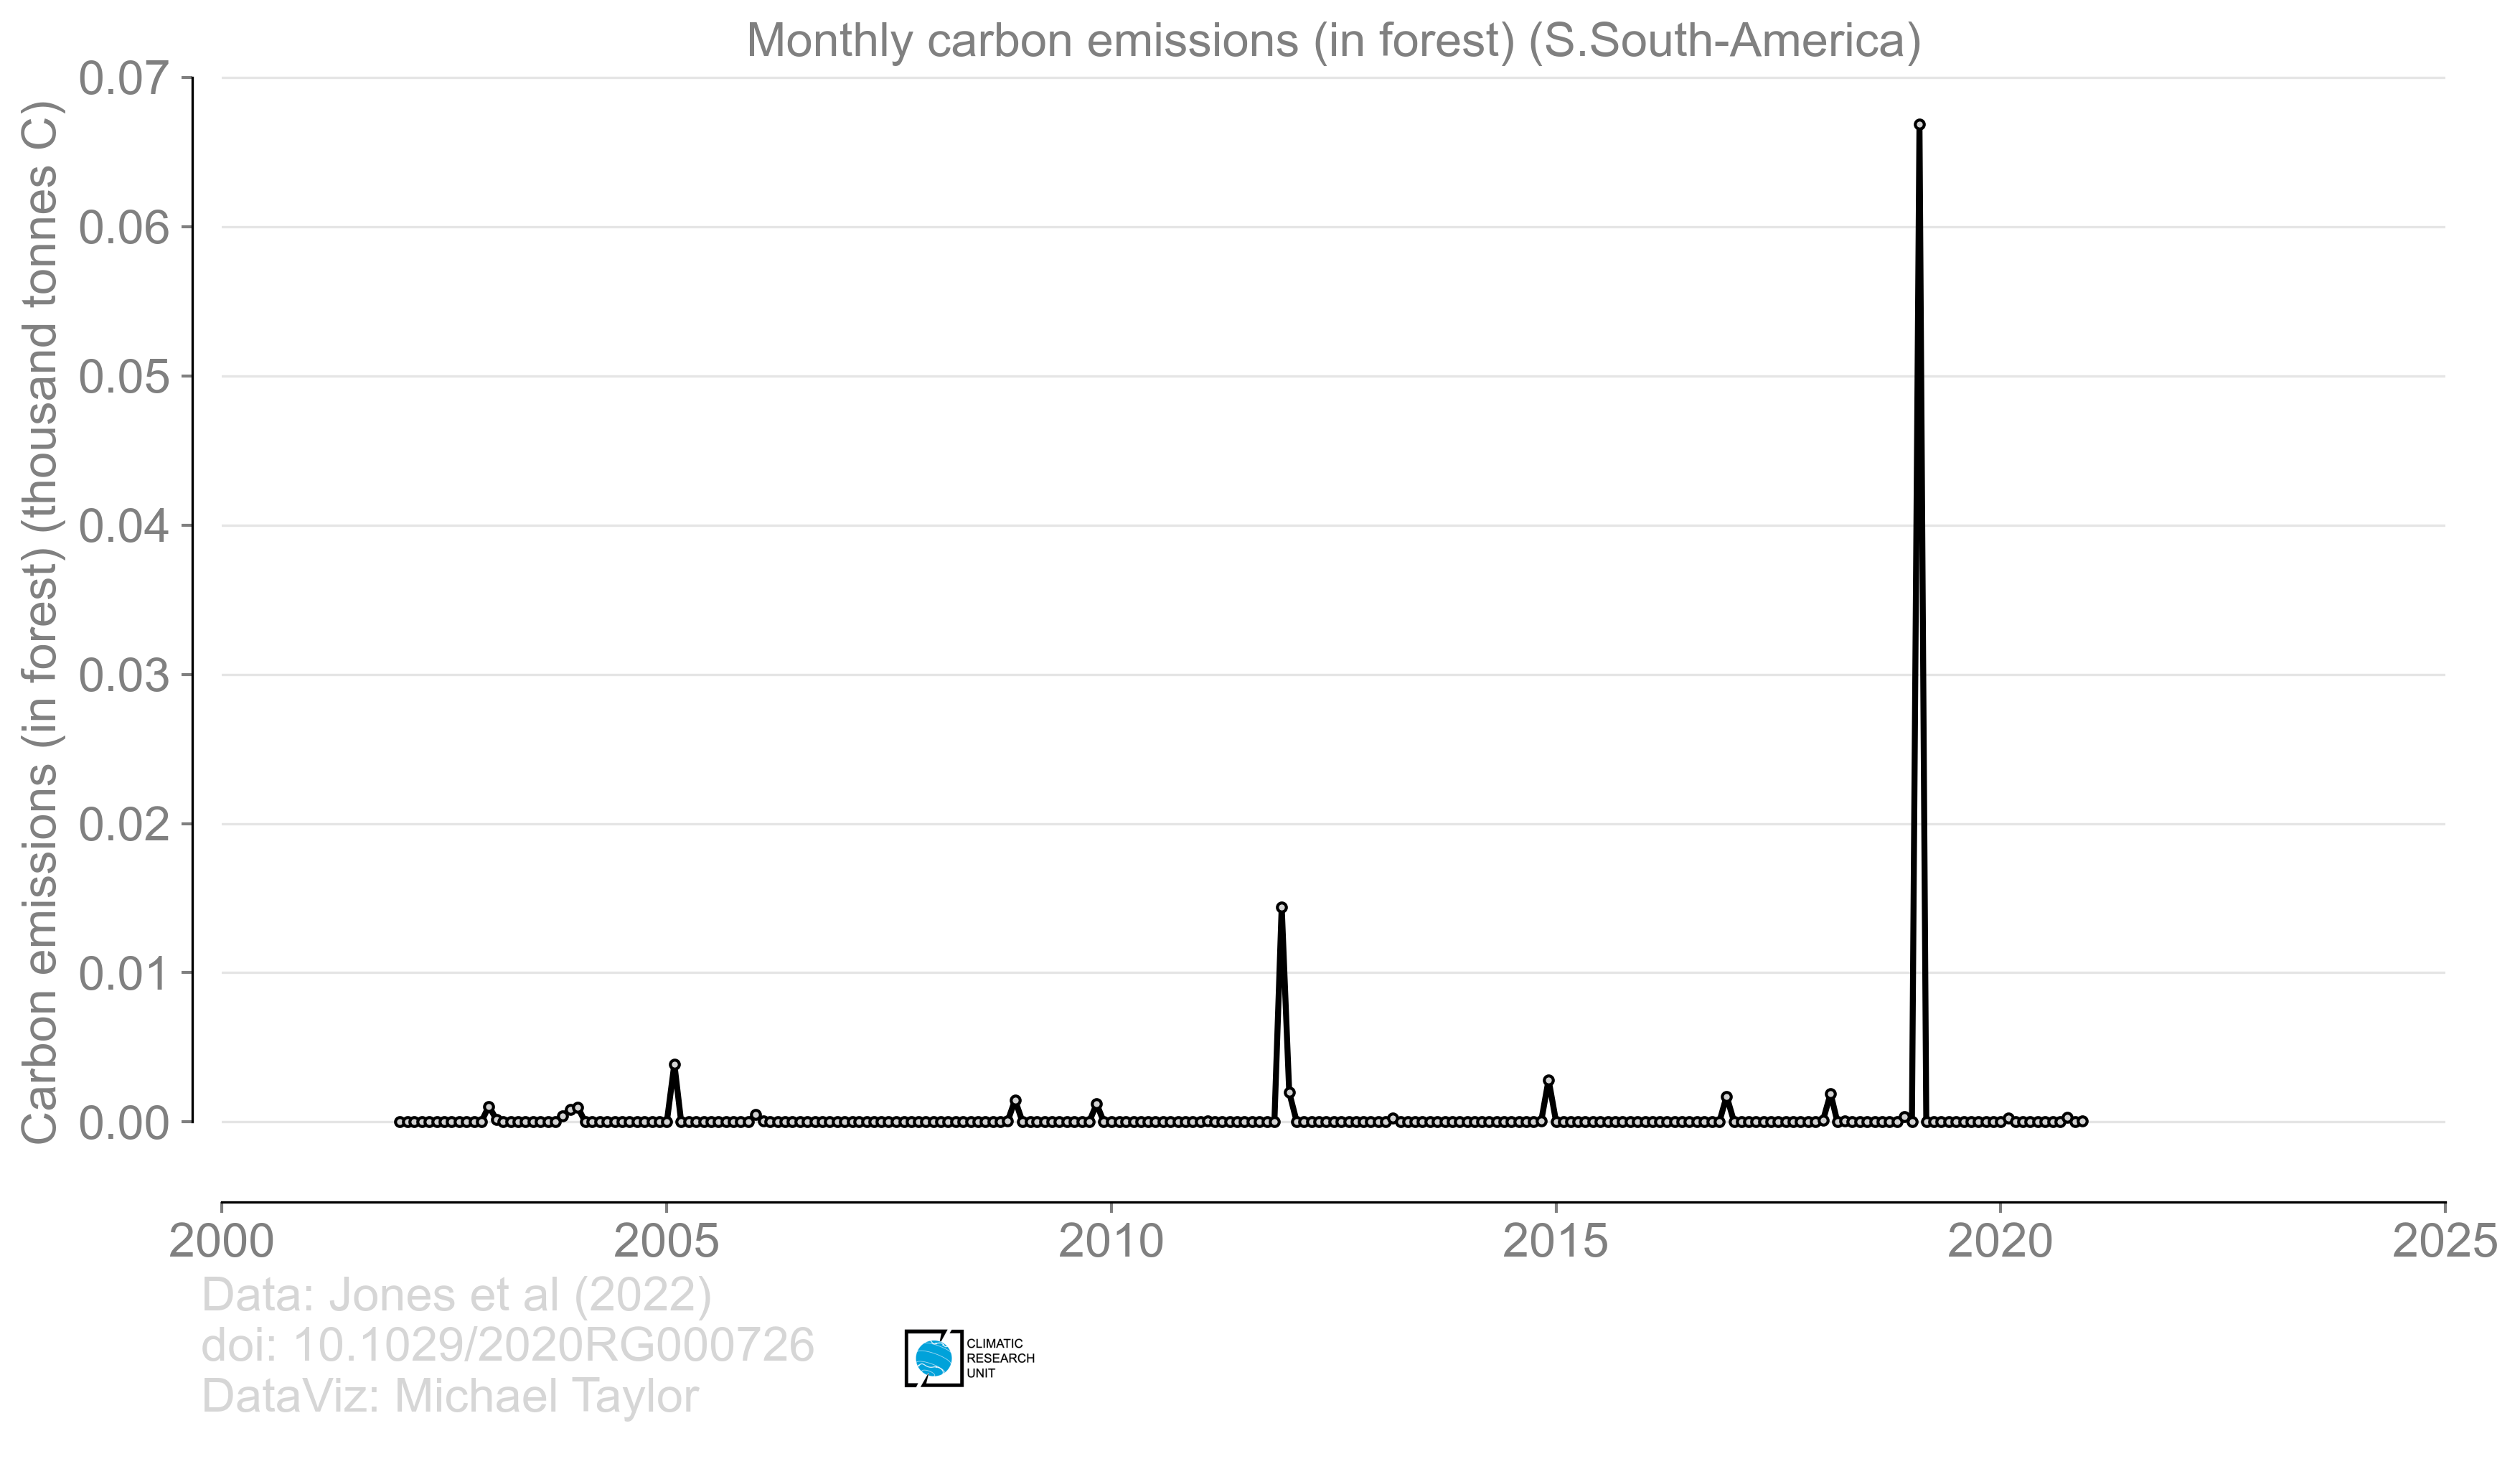 Monthly carbon emissions (in forest) (S.South-America)
Carbon emissions (in forest) (thousand tonnes C)
0.07
0.06
0.05
0.04
0.03
0.02
0.01
0.00
2000 2005 2010 2015 2020 2025
Data: Jones et al (2022)
doi: 10.1029/2020RG000726
DataViz: Michael Taylor
CLIMATIC
RESEARCH
UNIT